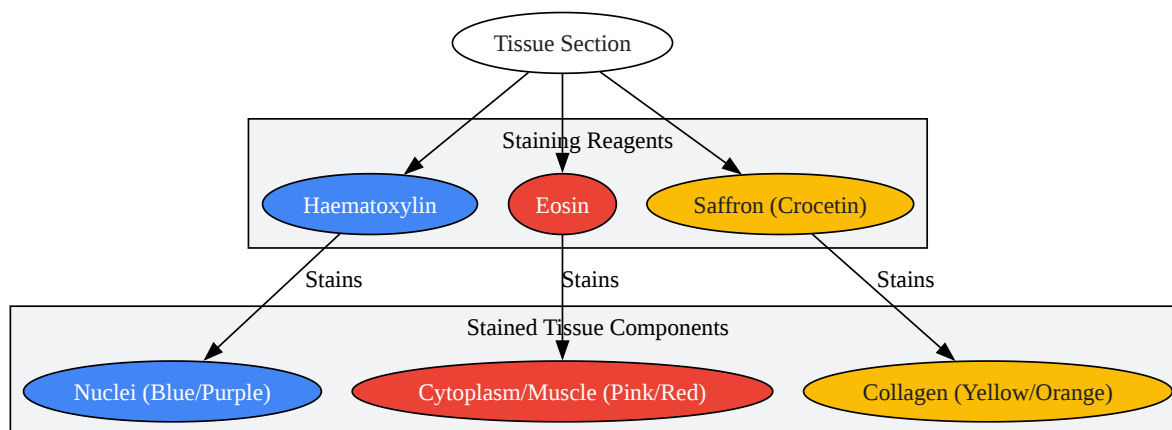 Tissue Section
Staining Reagents
Haematoxylin
Eosin
Saffron (Crocetin)
Stains
Stains
Stains
Stained Tissue Components
Nuclei (Blue/Purple)
Cytoplasm/Muscle (Pink/Red)
Collagen (Yellow/Orange)